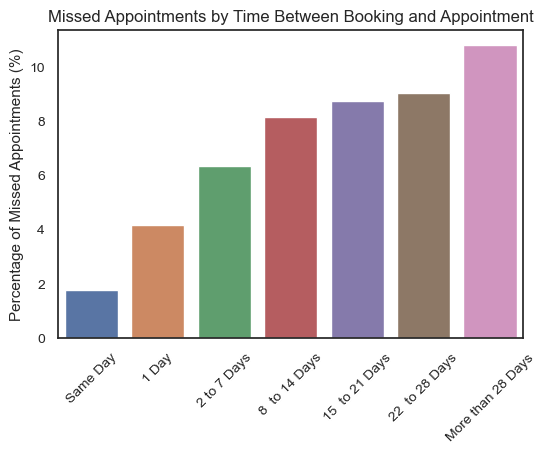 Missed Appointments by Time Between Booking and Appointment
Percentage of Missed Appointments (%)
10
8
6
4
2
0
Same Day
1 Day
2 to 7 Days
8  to 14 Days
15  to 21 Days
22  to 28 Days
More than 28 Days